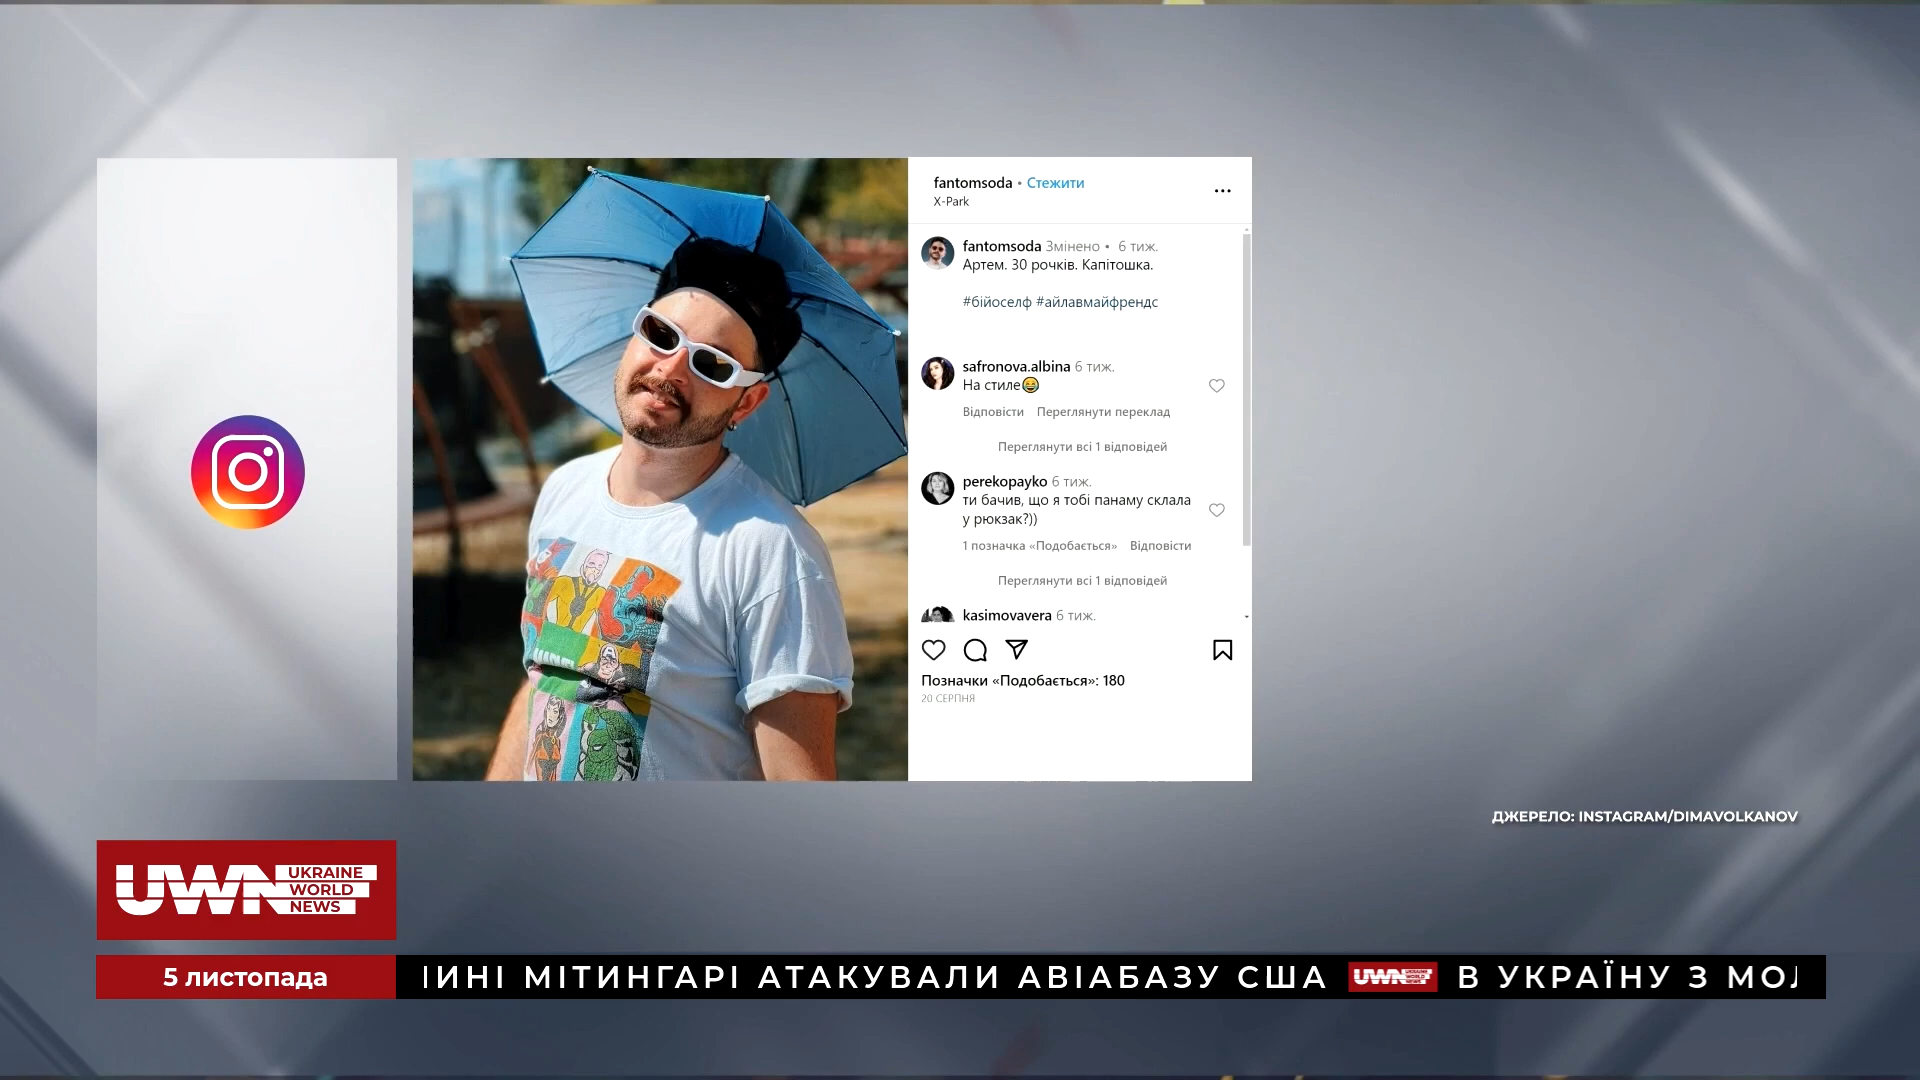 fantomsoda • Стежити
X-Park
fantomsoda Змінено • 6 тиж.
Артем. 30 рочків. Капітошка.
#бійоселф #айлавмайфрендс
safronova.albina 6 тиж.
На стиле😂
Відповісти Переглянути переклад
Переглянути всі 1 відповідей
perekopayko 6 тиж.
ти бачив, що я тобі панаму склала
у рюкзак?))
1 позначка «Подобається» Відповісти
Переглянути всі 1 відповідей
kasimovavera 6 тиж.
Позначки «Подобається»: 180
20 СЕРПНЯ
ДЖЕРЕЛО: INSTAGRAM/DIMAVOLKANOV
UWN UKRAINE
WORLD
NEWS
5 листопада
ИНІ МІТИНГАРІ АТАКУВАЛИ АВІАБАЗУ США UWN В УКРАЇНУ З МОЛ